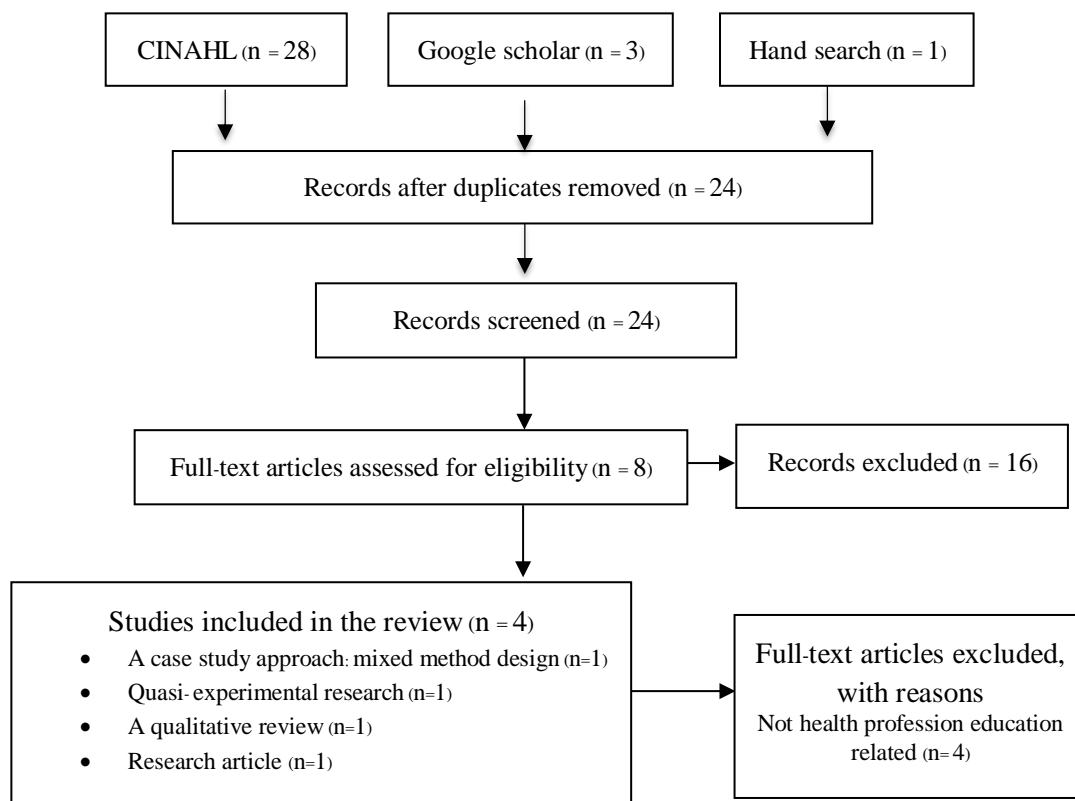 CINAHL (n = 28)
Google scholar (n = 3)
Hand search (n = 1)
Records after duplicates removed (n = 24)
Records screened (n = 24)
Full-text articles assessed for eligibility (n = 8)
Records excluded (n = 16)
Studies included in the review (n = 4)
• A case study approach: mixed method design (n=1)
• Quasi- experimental research (n=1)
• A qualitative review (n=1)
• Research article (n=1)
Full-text articles excluded,
with reasons
Not health profession education
related (n= 4)